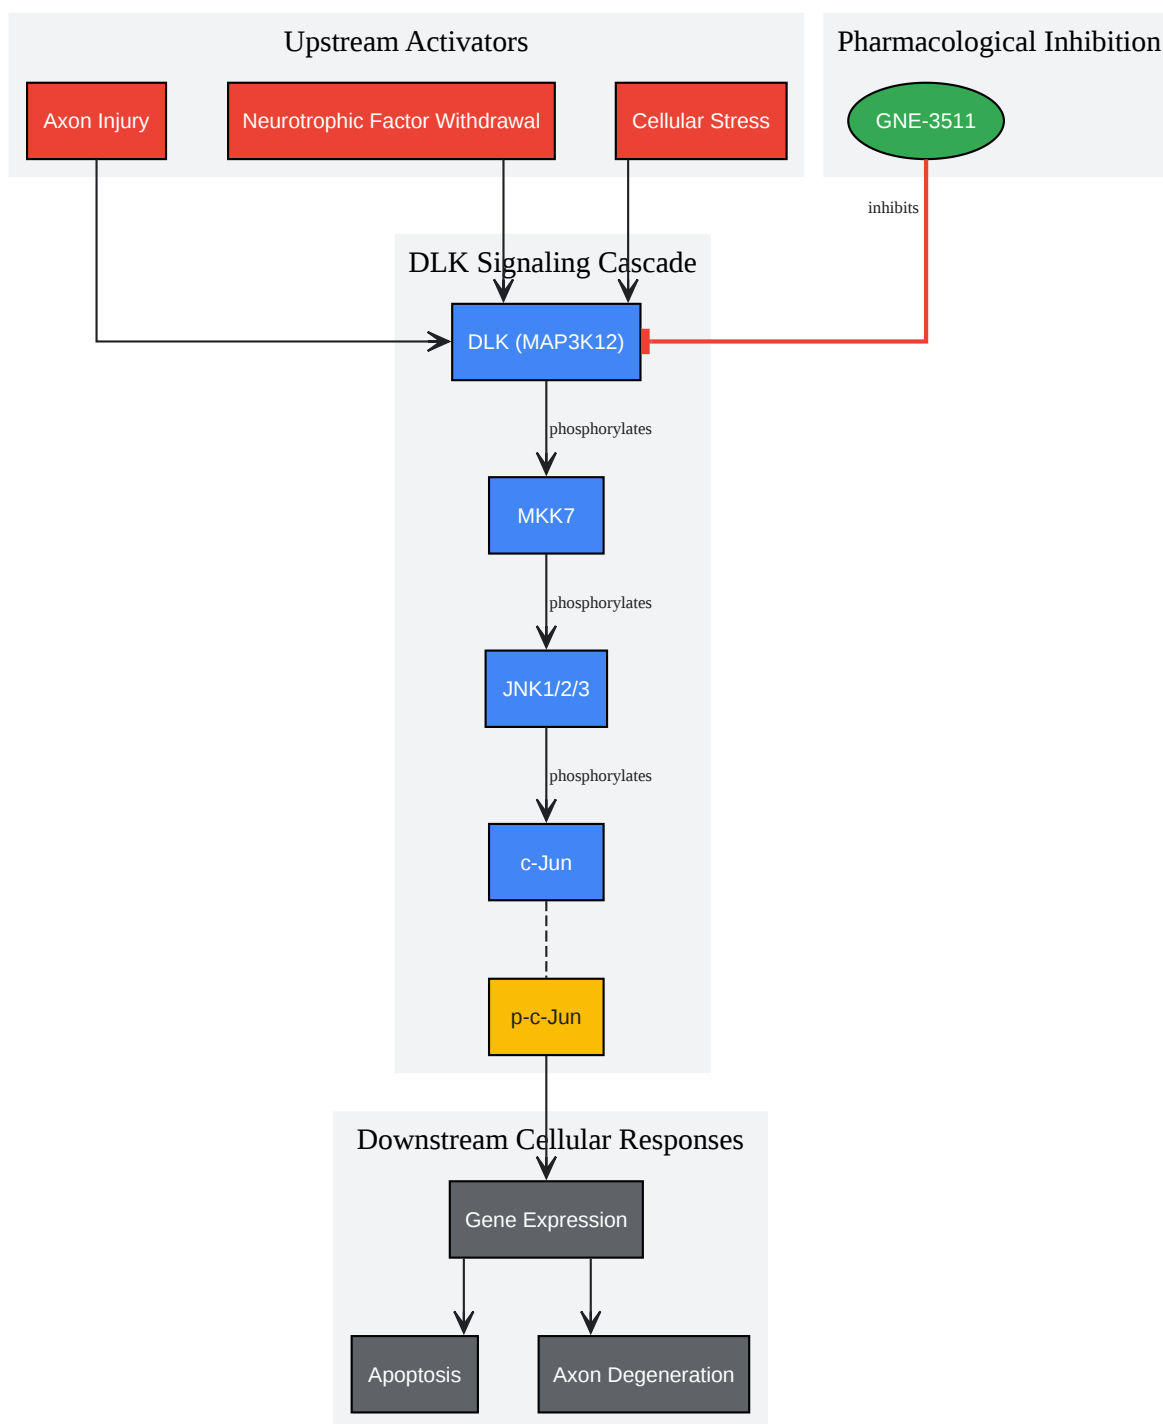 Upstream Activators
Pharmacological Inhibition
Axon Injury
Neurotrophic Factor Withdrawal
Cellular Stress
GNE-3511
inhibits
DLK Signaling Cascade
DLK (MAP3K12)
phosphorylates
MKK7
phosphorylates
JNK1/2/3
phosphorylates
c-Jun
p-c-Jun
Downstream Cellular Responses
Gene Expression
Apoptosis
Axon Degeneration